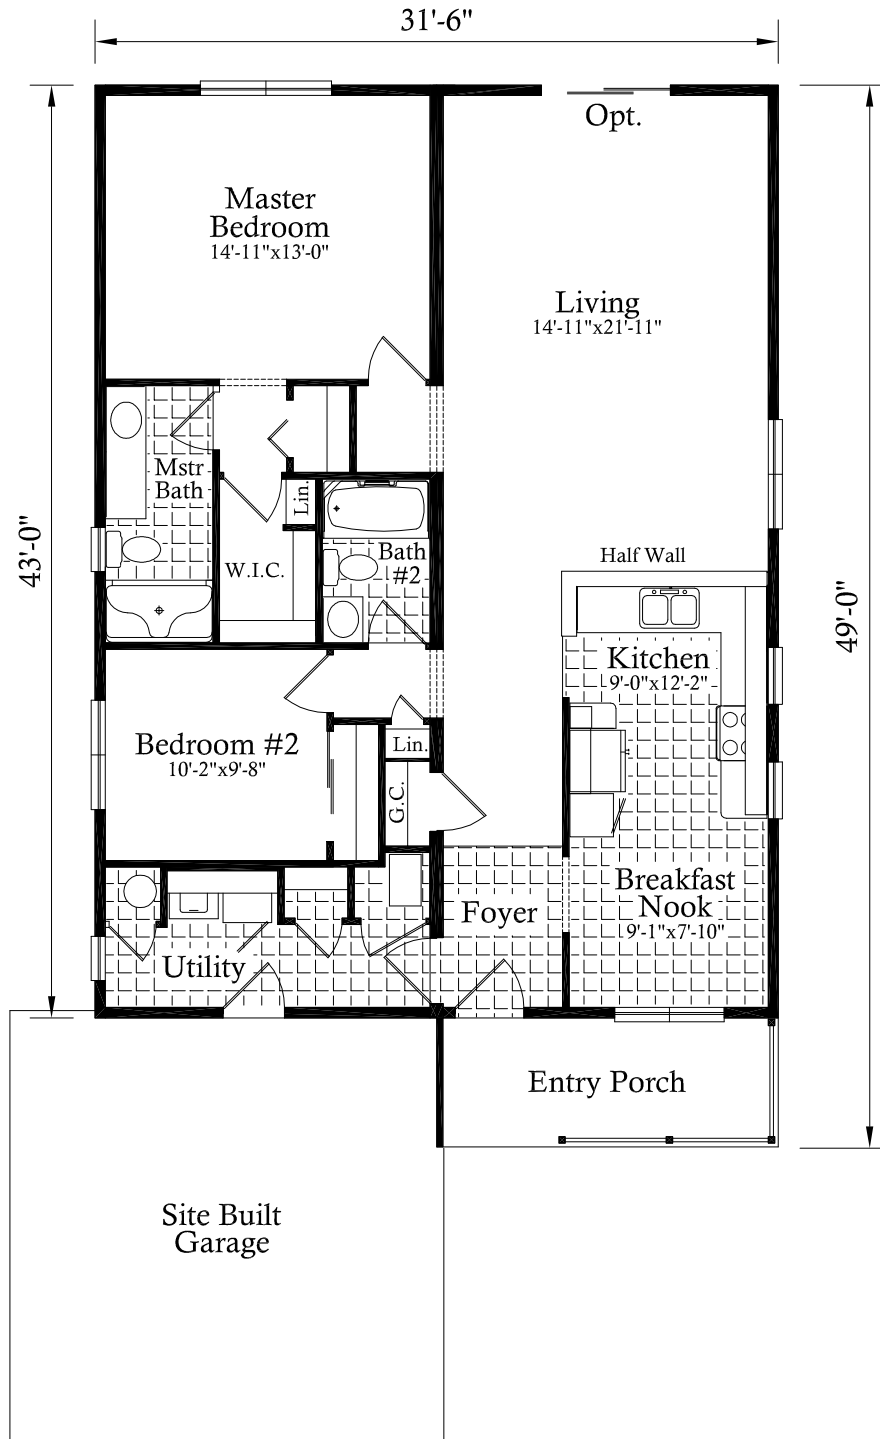 31'-6"
Opt.
Master
Bedroom
14'-11"x13'-0"
Living
14'-11"x21'-11"
Mstr
Bath
Lin.
W.I.C.
Bath
#2
43'-0"
Half Wall
49'-0"
Kitchen
9'-0"x12'-2"
Bedroom #2
10'-2"x9'-8"
Lin.
G.C.
Breakfast
Nook
9'-1"x7'-10"
Foyer
Utility
Entry Porch
Site Built
Garage